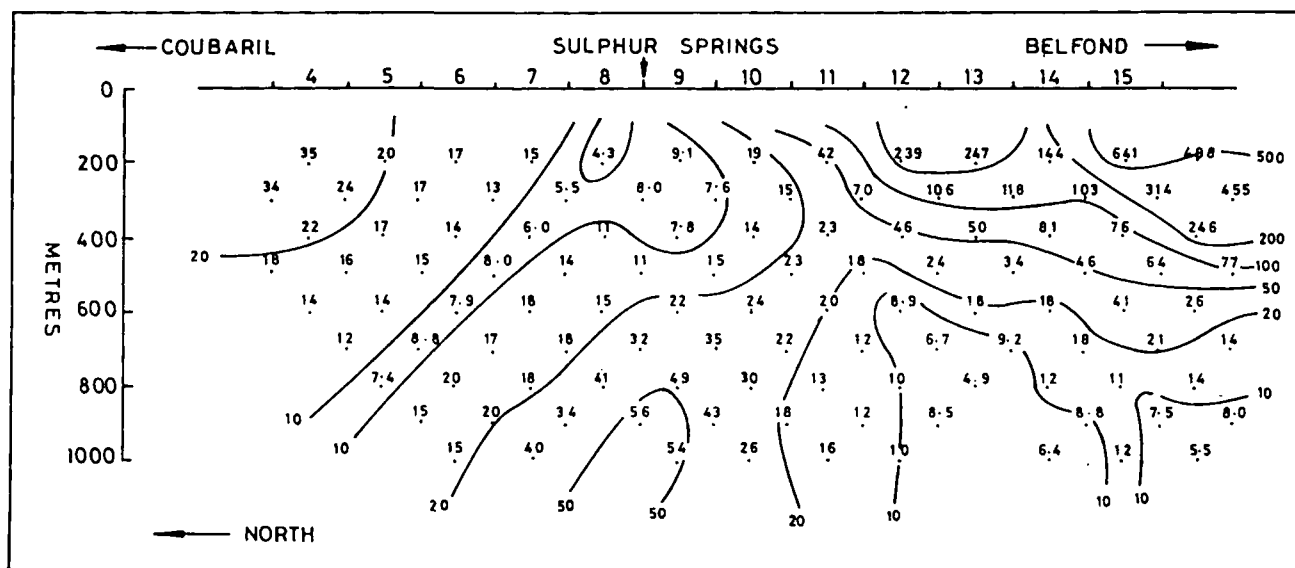 COUBARIL SULPHUR SPRINGS BELFOND
4 5 6 7 8 9 10 11 12 13 14 15
0
35 20 17 15 4·3 9·1 19 42 239 247 144 641 498 500
200
34 24 17 13 5·5 8·0 7·6 15 70 106 118 103 314 455
22 17 14 6·0 11 7·8 14 23 46 50 81 76 246 200
400
20 18 16 15 8·0 14 11 15 23 18 24 34 46 64 77 100
50
14 14 7·9 18 15 22 24 20 8·9 18 18 41 26 20
600
METRES
12 8·8 17 18 32 35 22 12 6·7 9·2 18 21 14
7·4 20 18 41 49 30 13 10 4·9 12 11 14 10
800
10 15 20 34 56 43 18 12 8·5 8·8 7·5 8·0
10 15 40 54 26 16 10 6·4 12 5·5
1000
20 50 50 20 10 10 10
NORTH